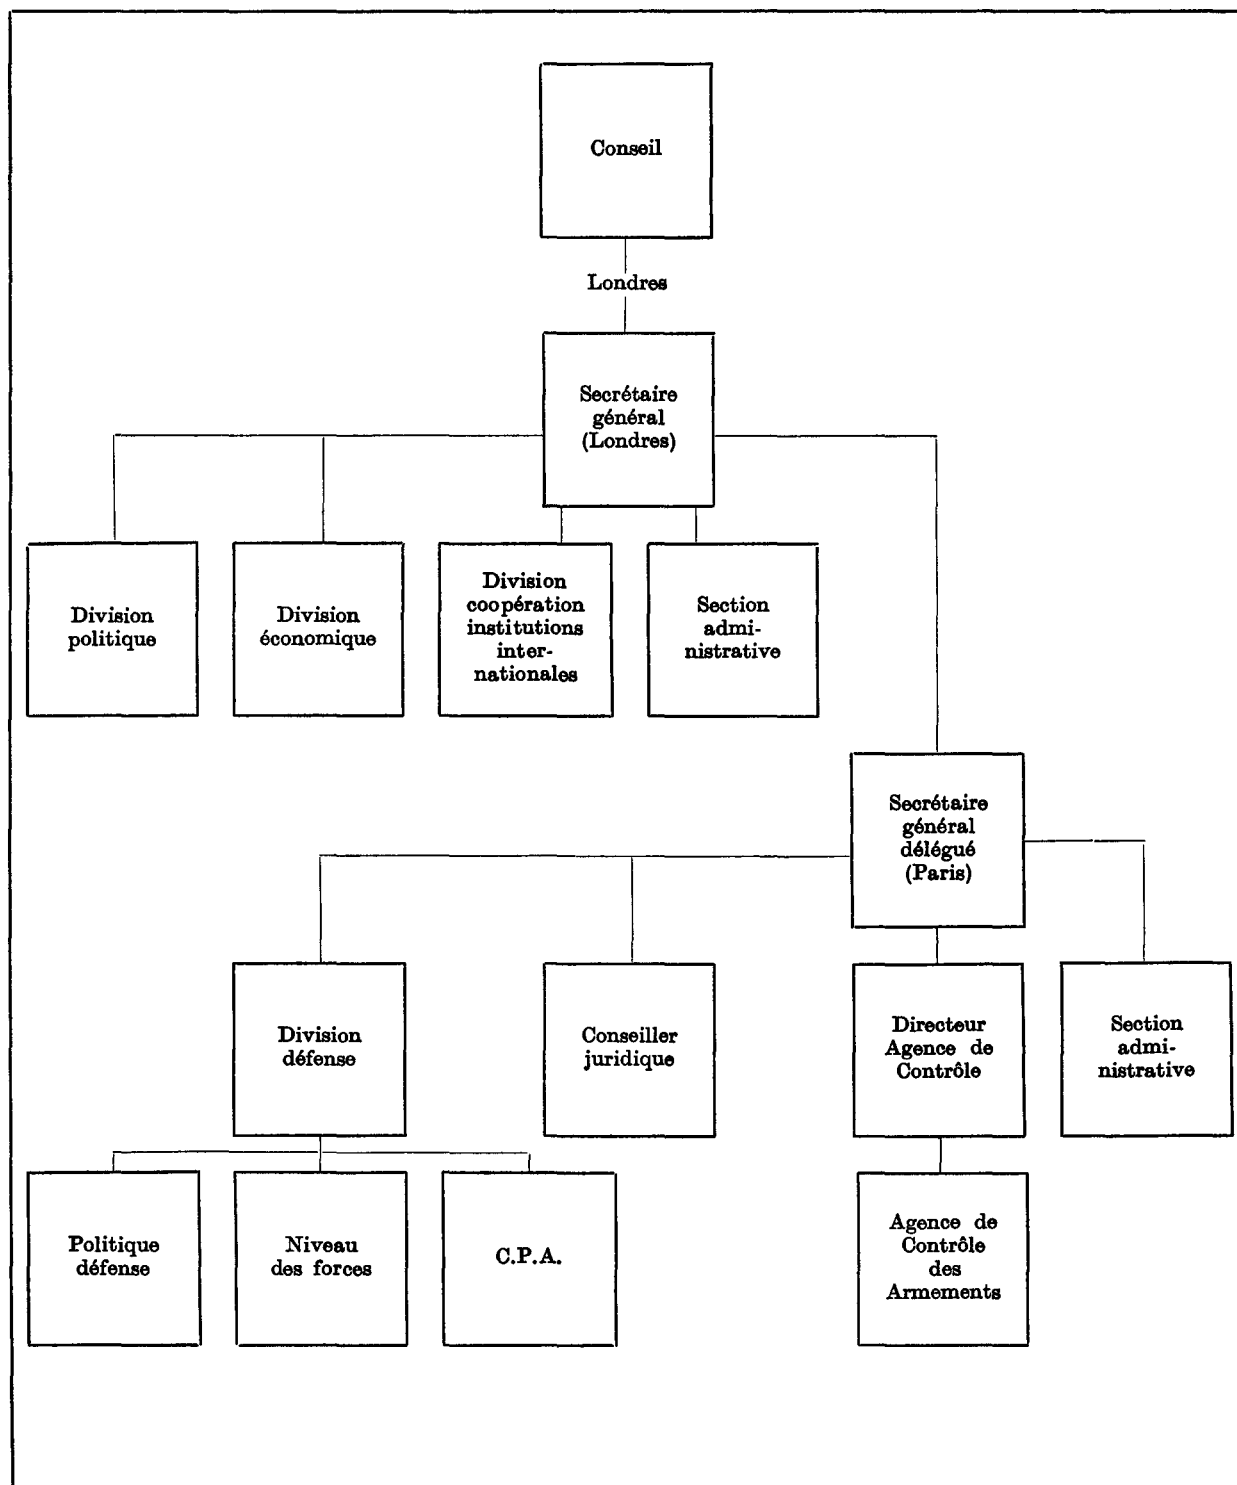 Conseil
Londres
Secrétaire
général
(Londres)
Division
politique
Division
économique
Division
coopération
institutions
inter-
nationales
Section
admi-
nistrative
Secrétaire
général
délégué
(Paris)
Division
défense
Conseiller
juridique
Directeur
Agence de
Contrôle
Section
admi-
nistrative
Politique
défense
Niveau
des forces
C.P.A.
Agence de
Contrôle
des
Armements